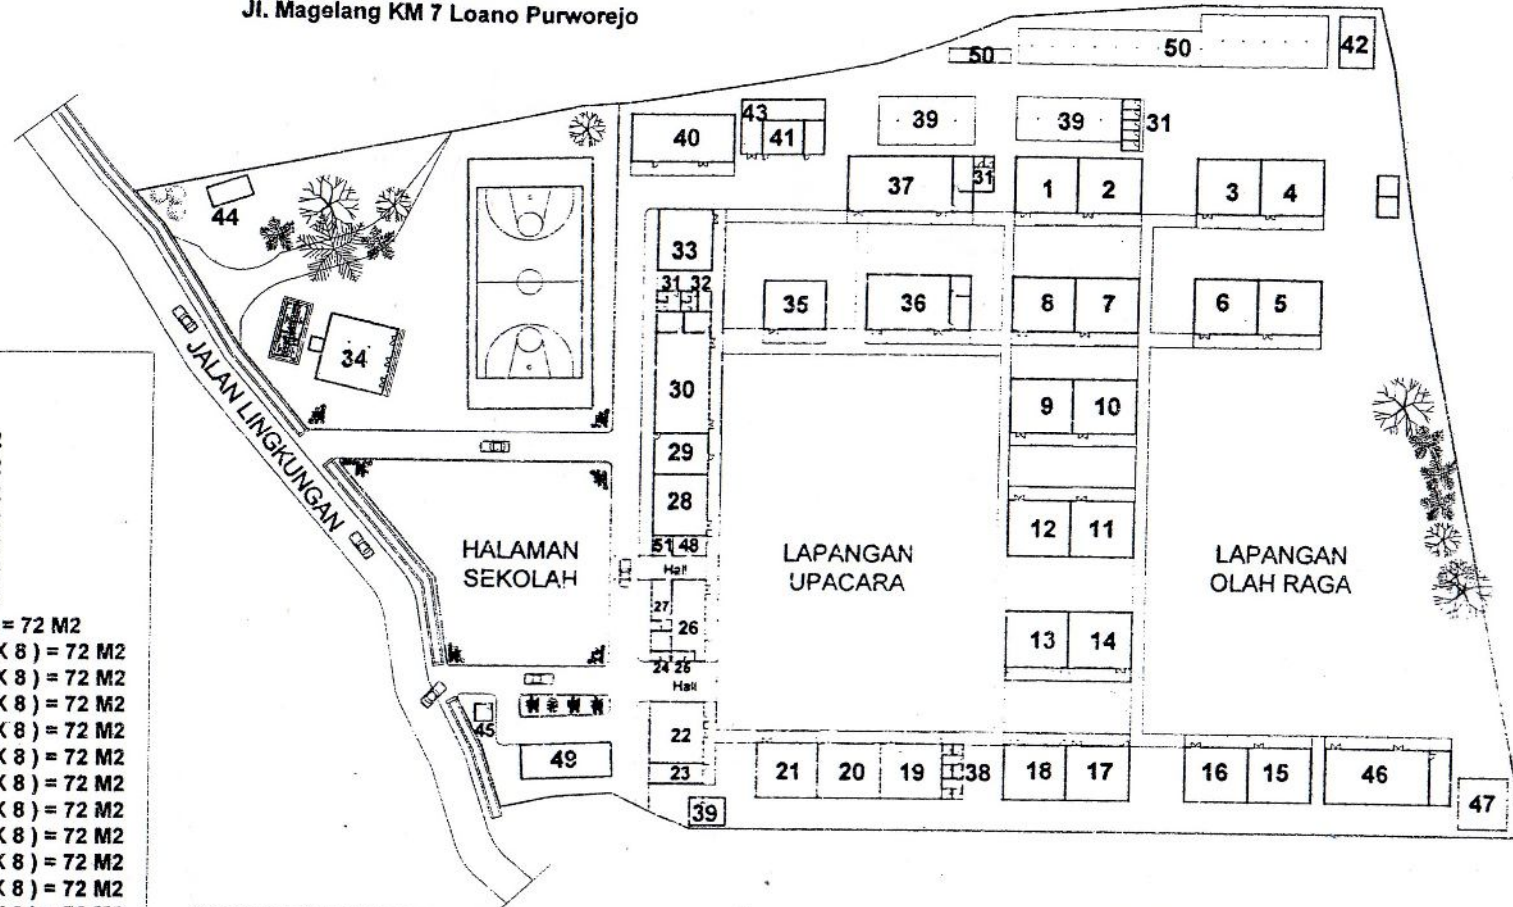 Jl. Magelang KM 7 Loano Purworejo
50
50
42
43
41
40
39
39
31
37
31
1
2
3
4
44
33
31 32
35
36
8
7
6
5
34
30
9
10
29
28
12
11
51 48
Hall
JALAN LINGKUNGAN
HALAMAN
SEKOLAH
LAPANGAN
UPACARA
LAPANGAN
OLAH RAGA
27
26
13
14
24 25
Hall
45
22
23
49
39
21
20
19
38
18
17
16
15
46
47
= 72 M2
X 8 ) = 72 M2
X 8 ) = 72 M2
X 8 ) = 72 M2
X 8 ) = 72 M2
X 8 ) = 72 M2
X 8 ) = 72 M2
X 8 ) = 72 M2
X 8 ) = 72 M2
X 8 ) = 72 M2
X 8 ) = 72 M2